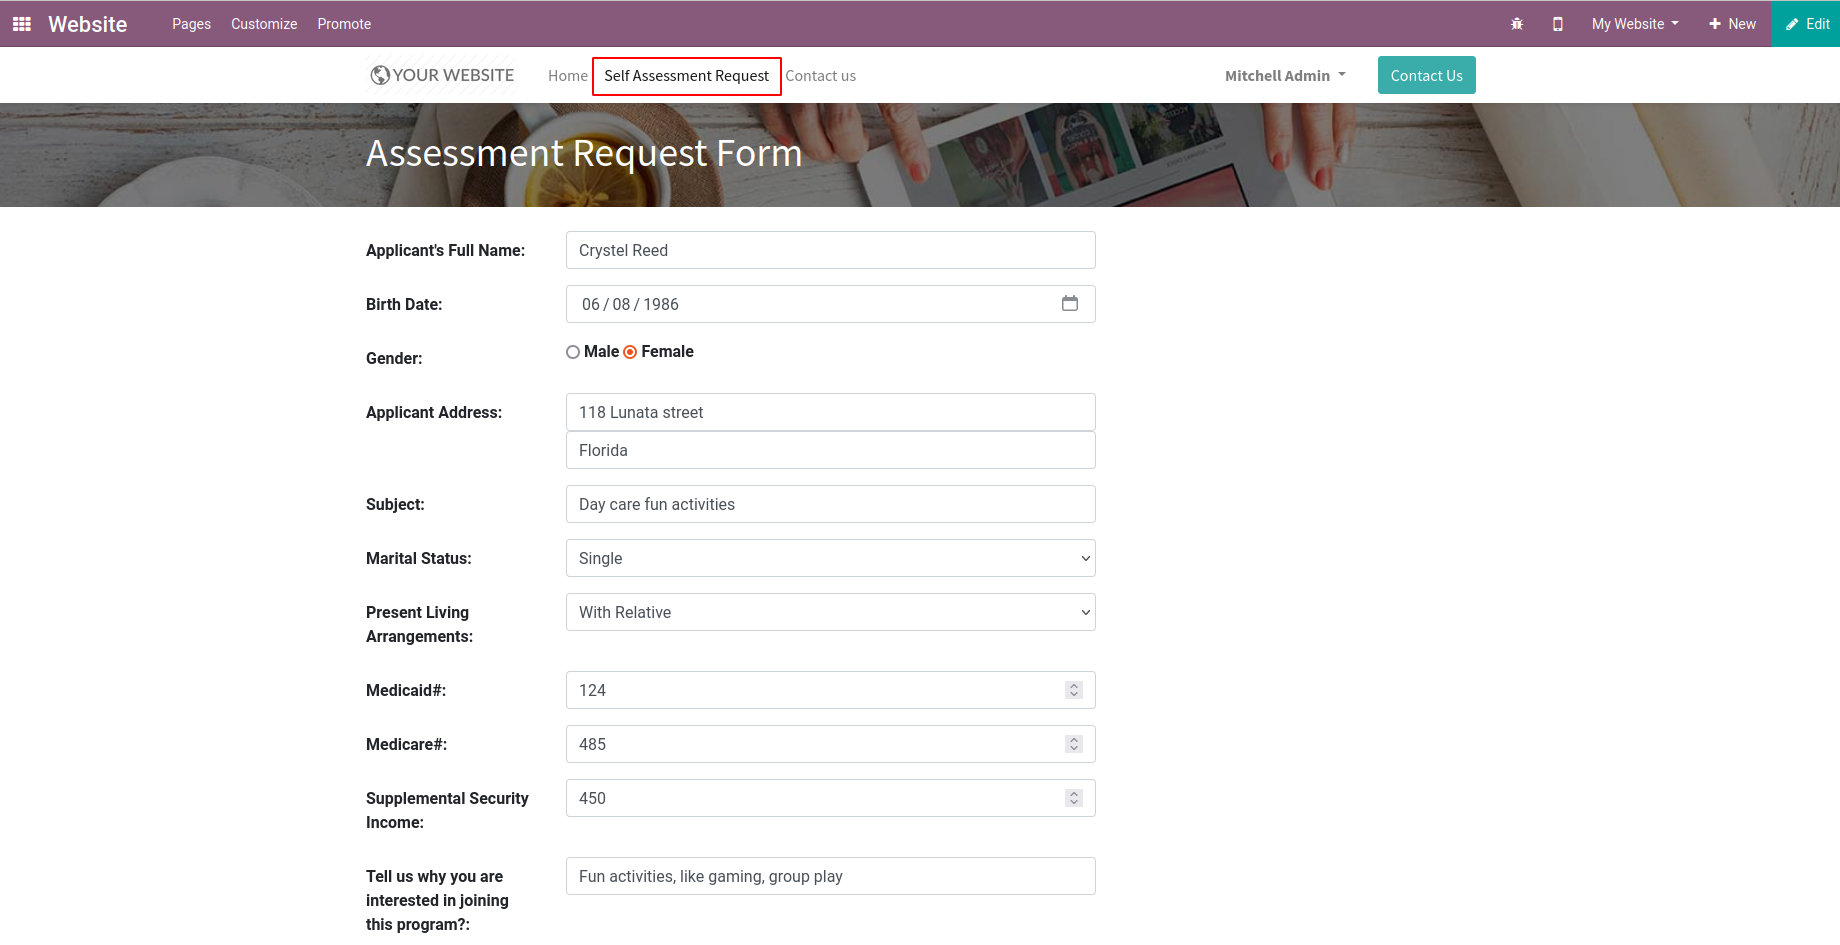 Website Pages Customize Promote My Website New Edit
YOUR WEBSITE Home Self Assessment Request Contact us Mitchell Admin Contact Us
Assessment Request Form
Applicant's Full Name: Crystel Reed
Birth Date: 06 / 08 / 1986
Gender: Male Female
Applicant Address: 118 Lunata street
Florida
Subject: Day care fun activities
Marital Status: Single
Present Living With Relative
Arrangements:
Medicaid#: 124
Medicare#: 485
Supplemental Security 450
Income:
Tell us why you are Fun activities, like gaming, group play
interested in joining
this program?: